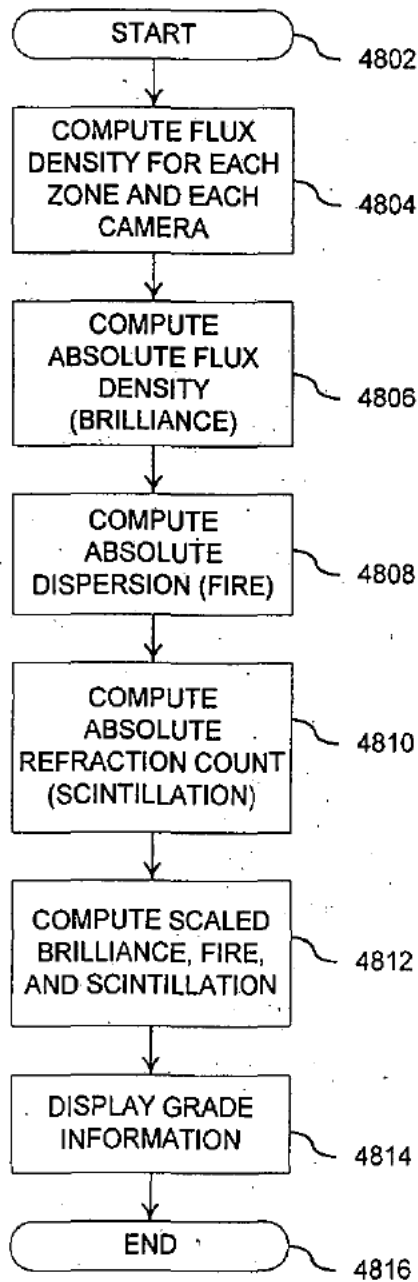 START
4802
COMPUTE FLUX
DENSITY FOR EACH
ZONE AND EACH
CAMERA
4804
COMPUTE
ABSOLUTE FLUX
DENSITY
(BRILLIANCE)
4806
COMPUTE
ABSOLUTE
DISPERSION (FIRE)
4808
COMPUTE
ABSOLUTE
REFRACTION COUNT
(SCINTILLATION)
4810
COMPUTE SCALED
BRILLIANCE, FIRE,
AND SCINTILLATION
4812
DISPLAY GRADE
INFORMATION
4814
END
4816